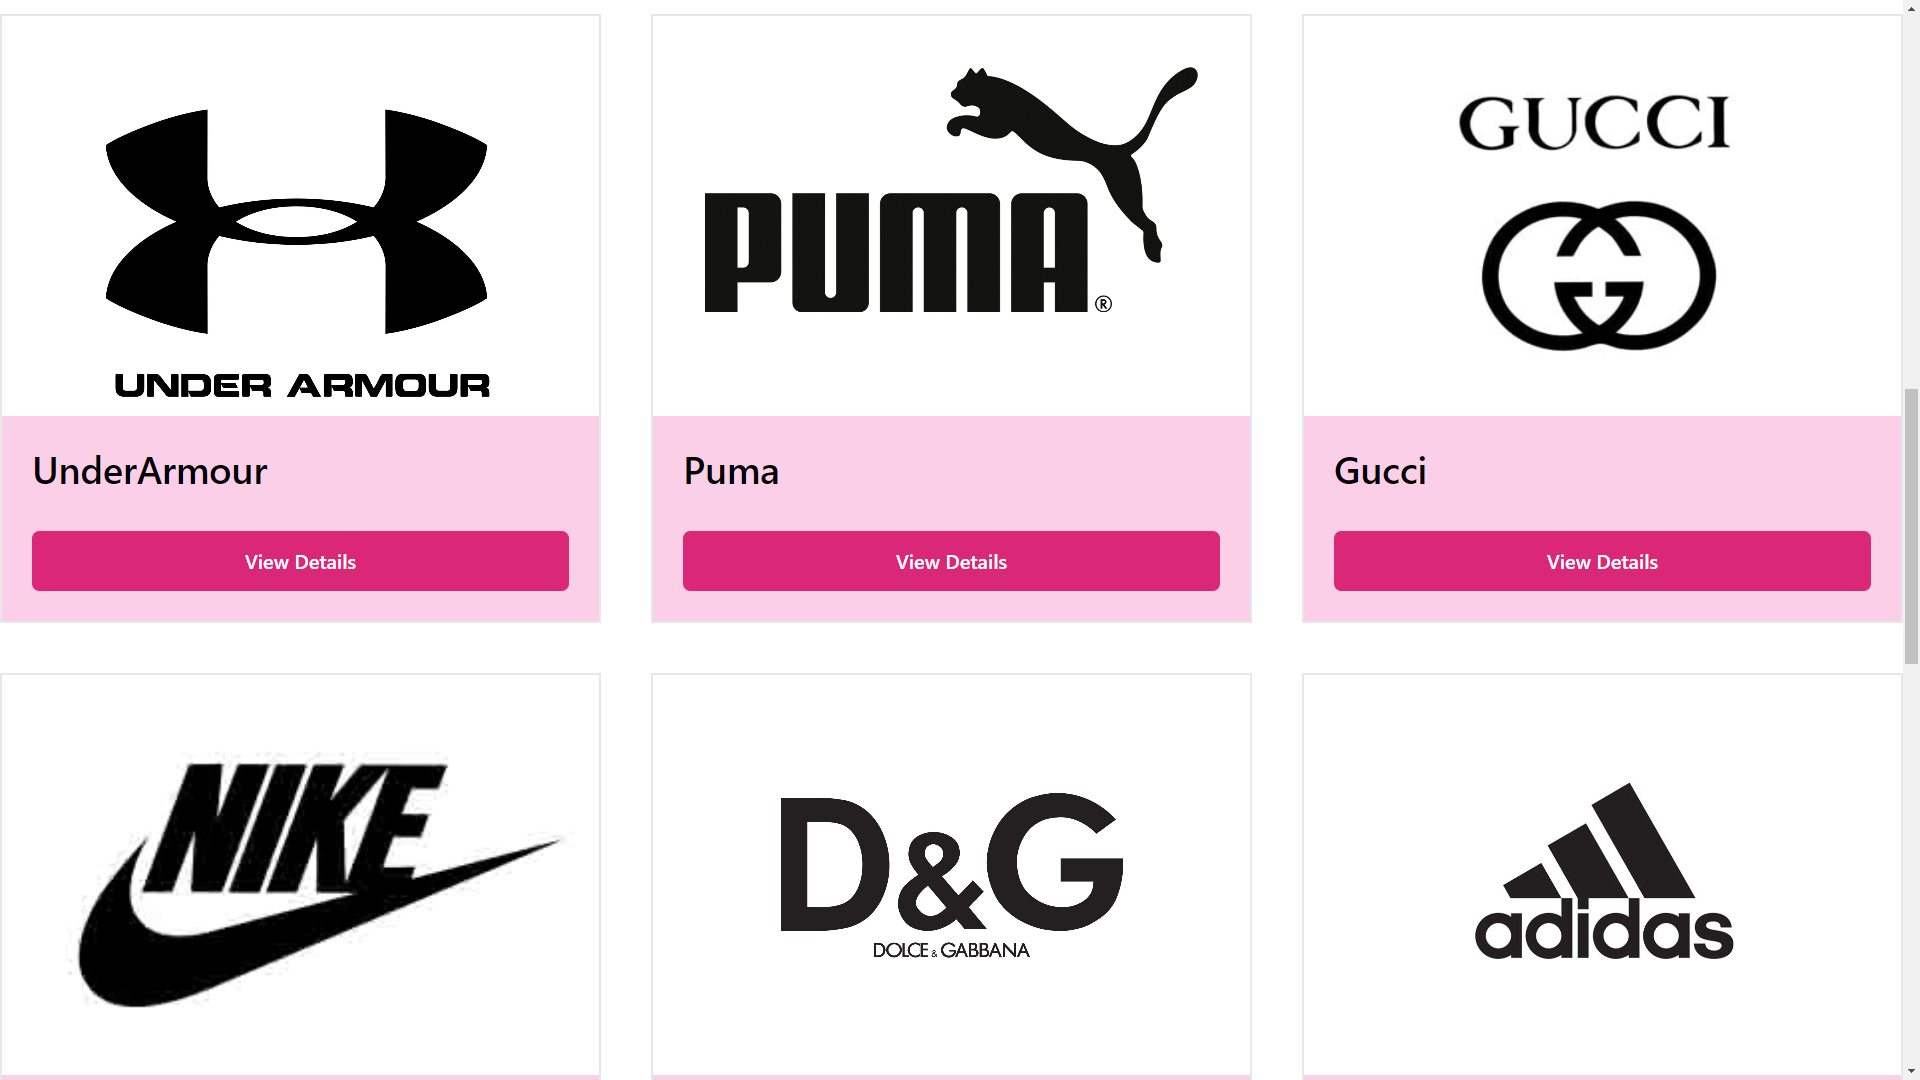 UNDER ARMOUR
UnderArmour
View Details
PUMA®
Puma
View Details
GUCCI
Gucci
View Details
NIKE
D&G
DOLCE & GABBANA
adidas